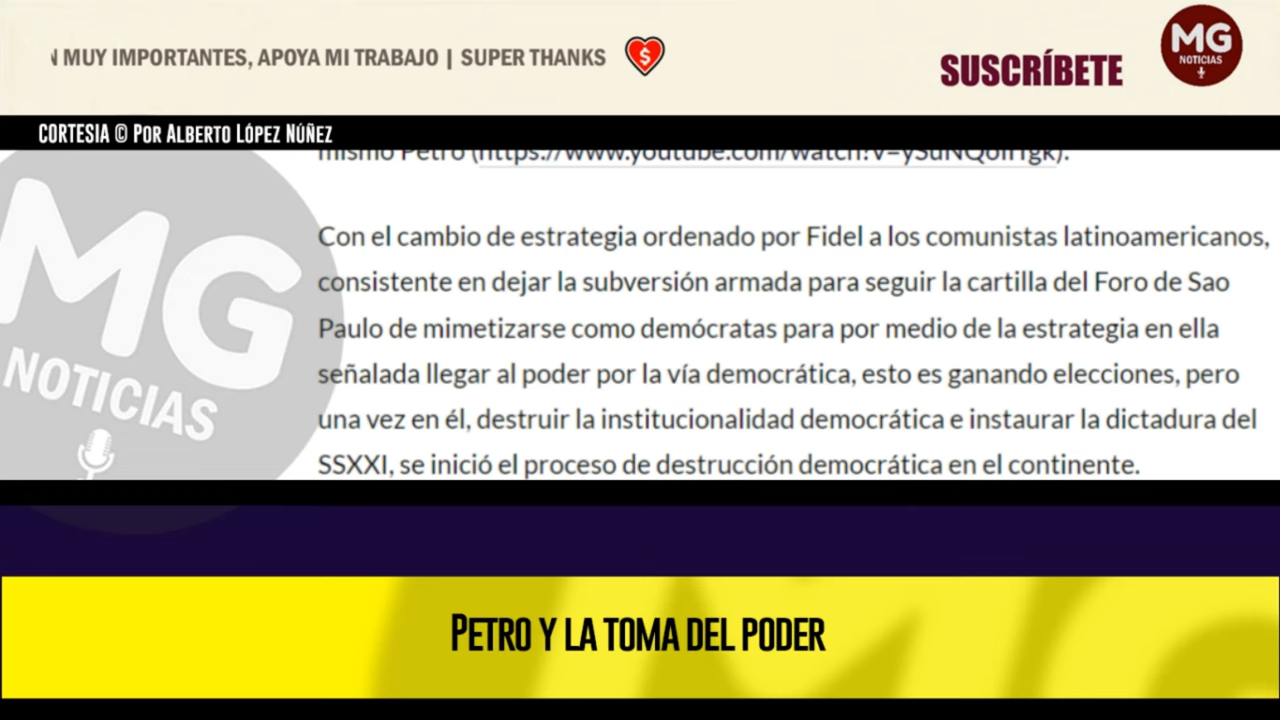 MUY IMPORTANTES, APOYA MI TRABAJO | SUPER THANKS
SUSCRÍBETE
MG
NOTICIAS
CORTESIA © POR ALBERTO LÓPEZ NÚÑEZ
mismo Petro
Con el cambio de estrategia ordenado por Fidel a los comunistas latinoamericanos,
consistente en dejar la subversión armada para seguir la cartilla del Foro de Sao
Paulo de mimetizarse como demócratas para por medio de la estrategia en ella
señalada llegar al poder por la vía democrática, esto es ganando elecciones, pero
una vez en él, destruir la institucionalidad democrática e instaurar la dictadura del
SSXXI, se inició el proceso de destrucción democrática en el continente.
MG
NOTICIAS
PETRO Y LA TOMA DEL PODER